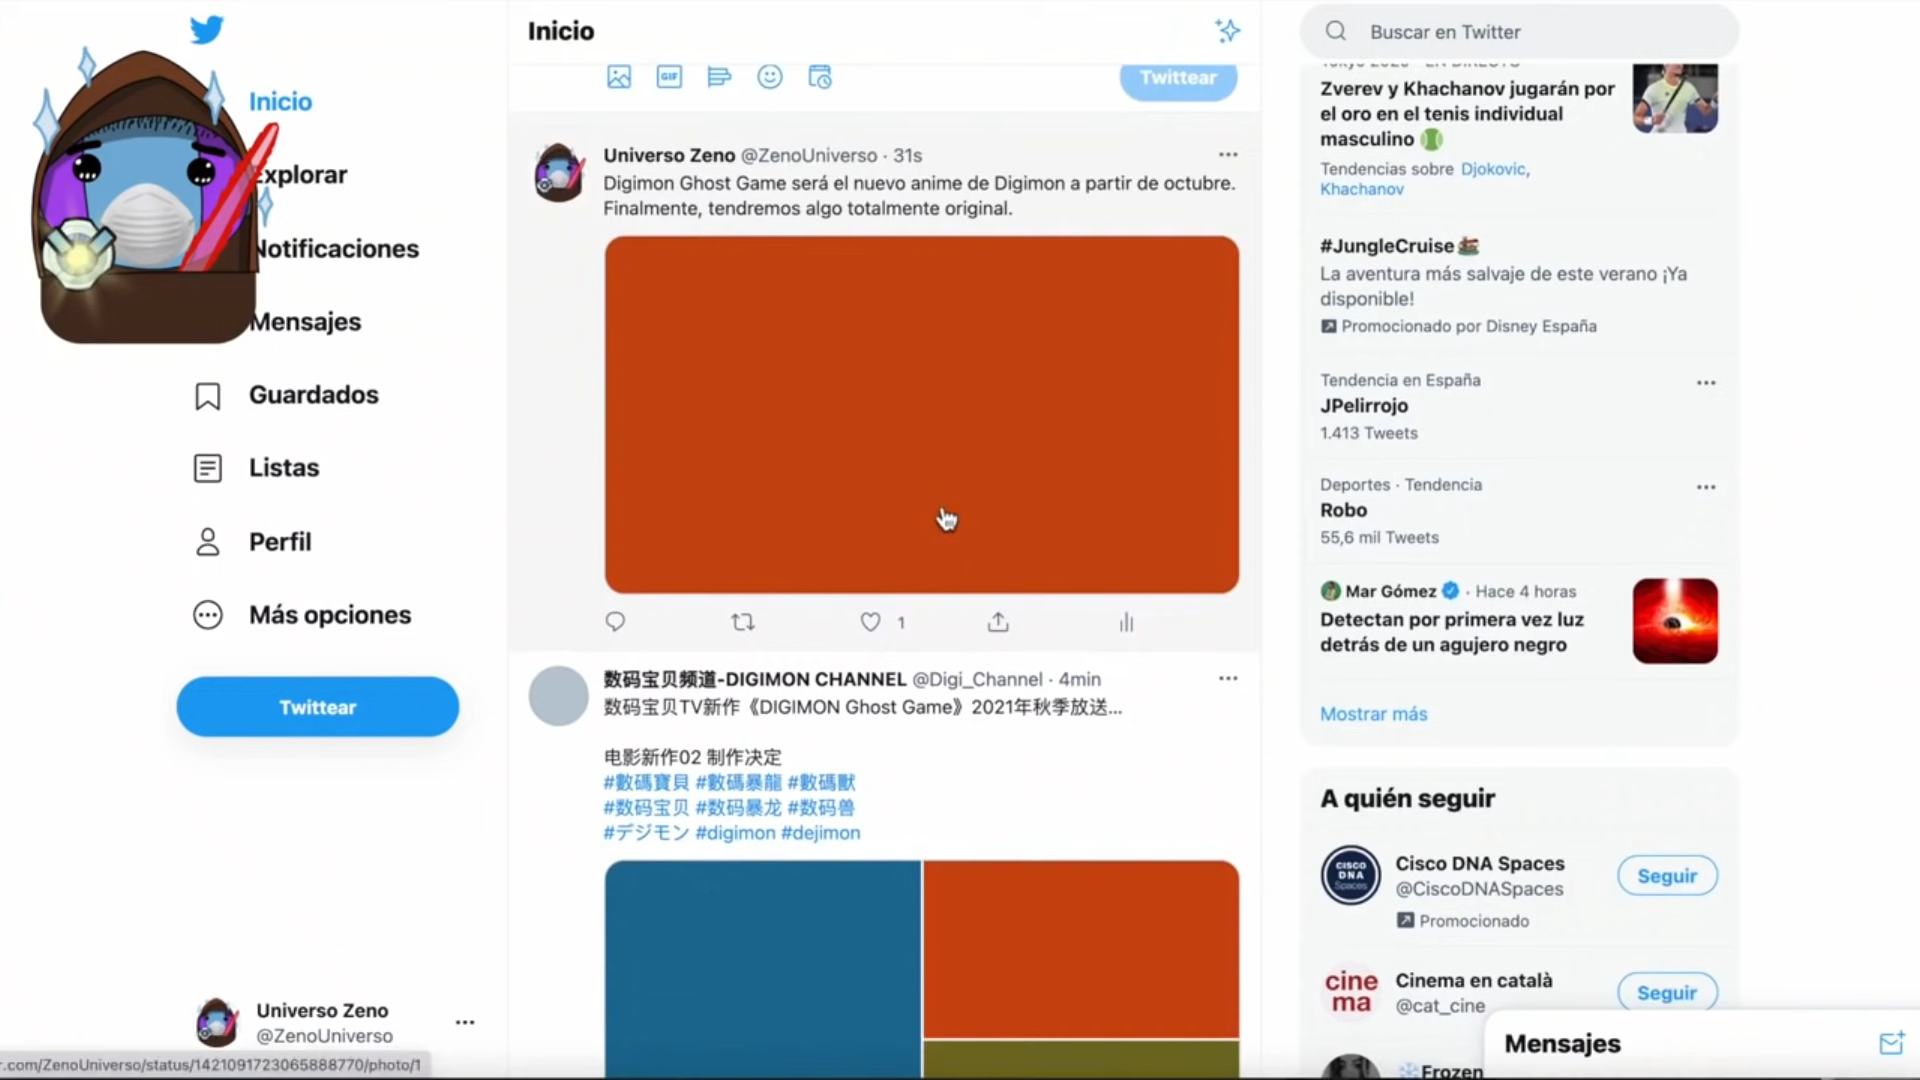 Inicio
Explorar
Notificaciones
Mensajes
Guardados
Listas
Perfil
Más opciones
Twittear
Universo Zeno
@ZenoUniverso
r.com/ZenoUniverso/status/1421091723065888770/photo/1
Inicio
GIF
Twittear
Universo Zeno @ZenoUniverso · 31s
Digimon Ghost Game será el nuevo anime de Digimon a partir de octubre.
Finalmente, tendremos algo totalmente original.
1
数码宝贝频道-DIGIMON CHANNEL @Digi_Channel · 4min
数码宝贝TV新作《DIGIMON Ghost Game》2021年秋季放送...
电影新作02 制作决定
#數碼寶貝 #數碼暴龍 #數碼獸
#数码宝贝 #数码暴龙 #数码兽
#デジモン #digimon #dejimon
Buscar en Twitter
Zverev y Khachanov jugarán por
el oro en el tenis individual
masculino
Tendencias sobre Djokovic,
Khachanov
#JungleCruise
La aventura más salvaje de este verano ¡Ya
disponible!
Promocionado por Disney España
Tendencia en España
JPelirrojo
1.413 Tweets
Deportes · Tendencia
Robo
55,6 mil Tweets
Mar Gómez · Hace 4 horas
Detectan por primera vez luz
detrás de un agujero negro
Mostrar más
A quién seguir
CISCO
DNA
Spaces
Cisco DNA Spaces
@CiscoDNASpaces
Seguir
Promocionado
cine
ma
Cinema en català
@cat_cine
Seguir
Frozen
Mensajes